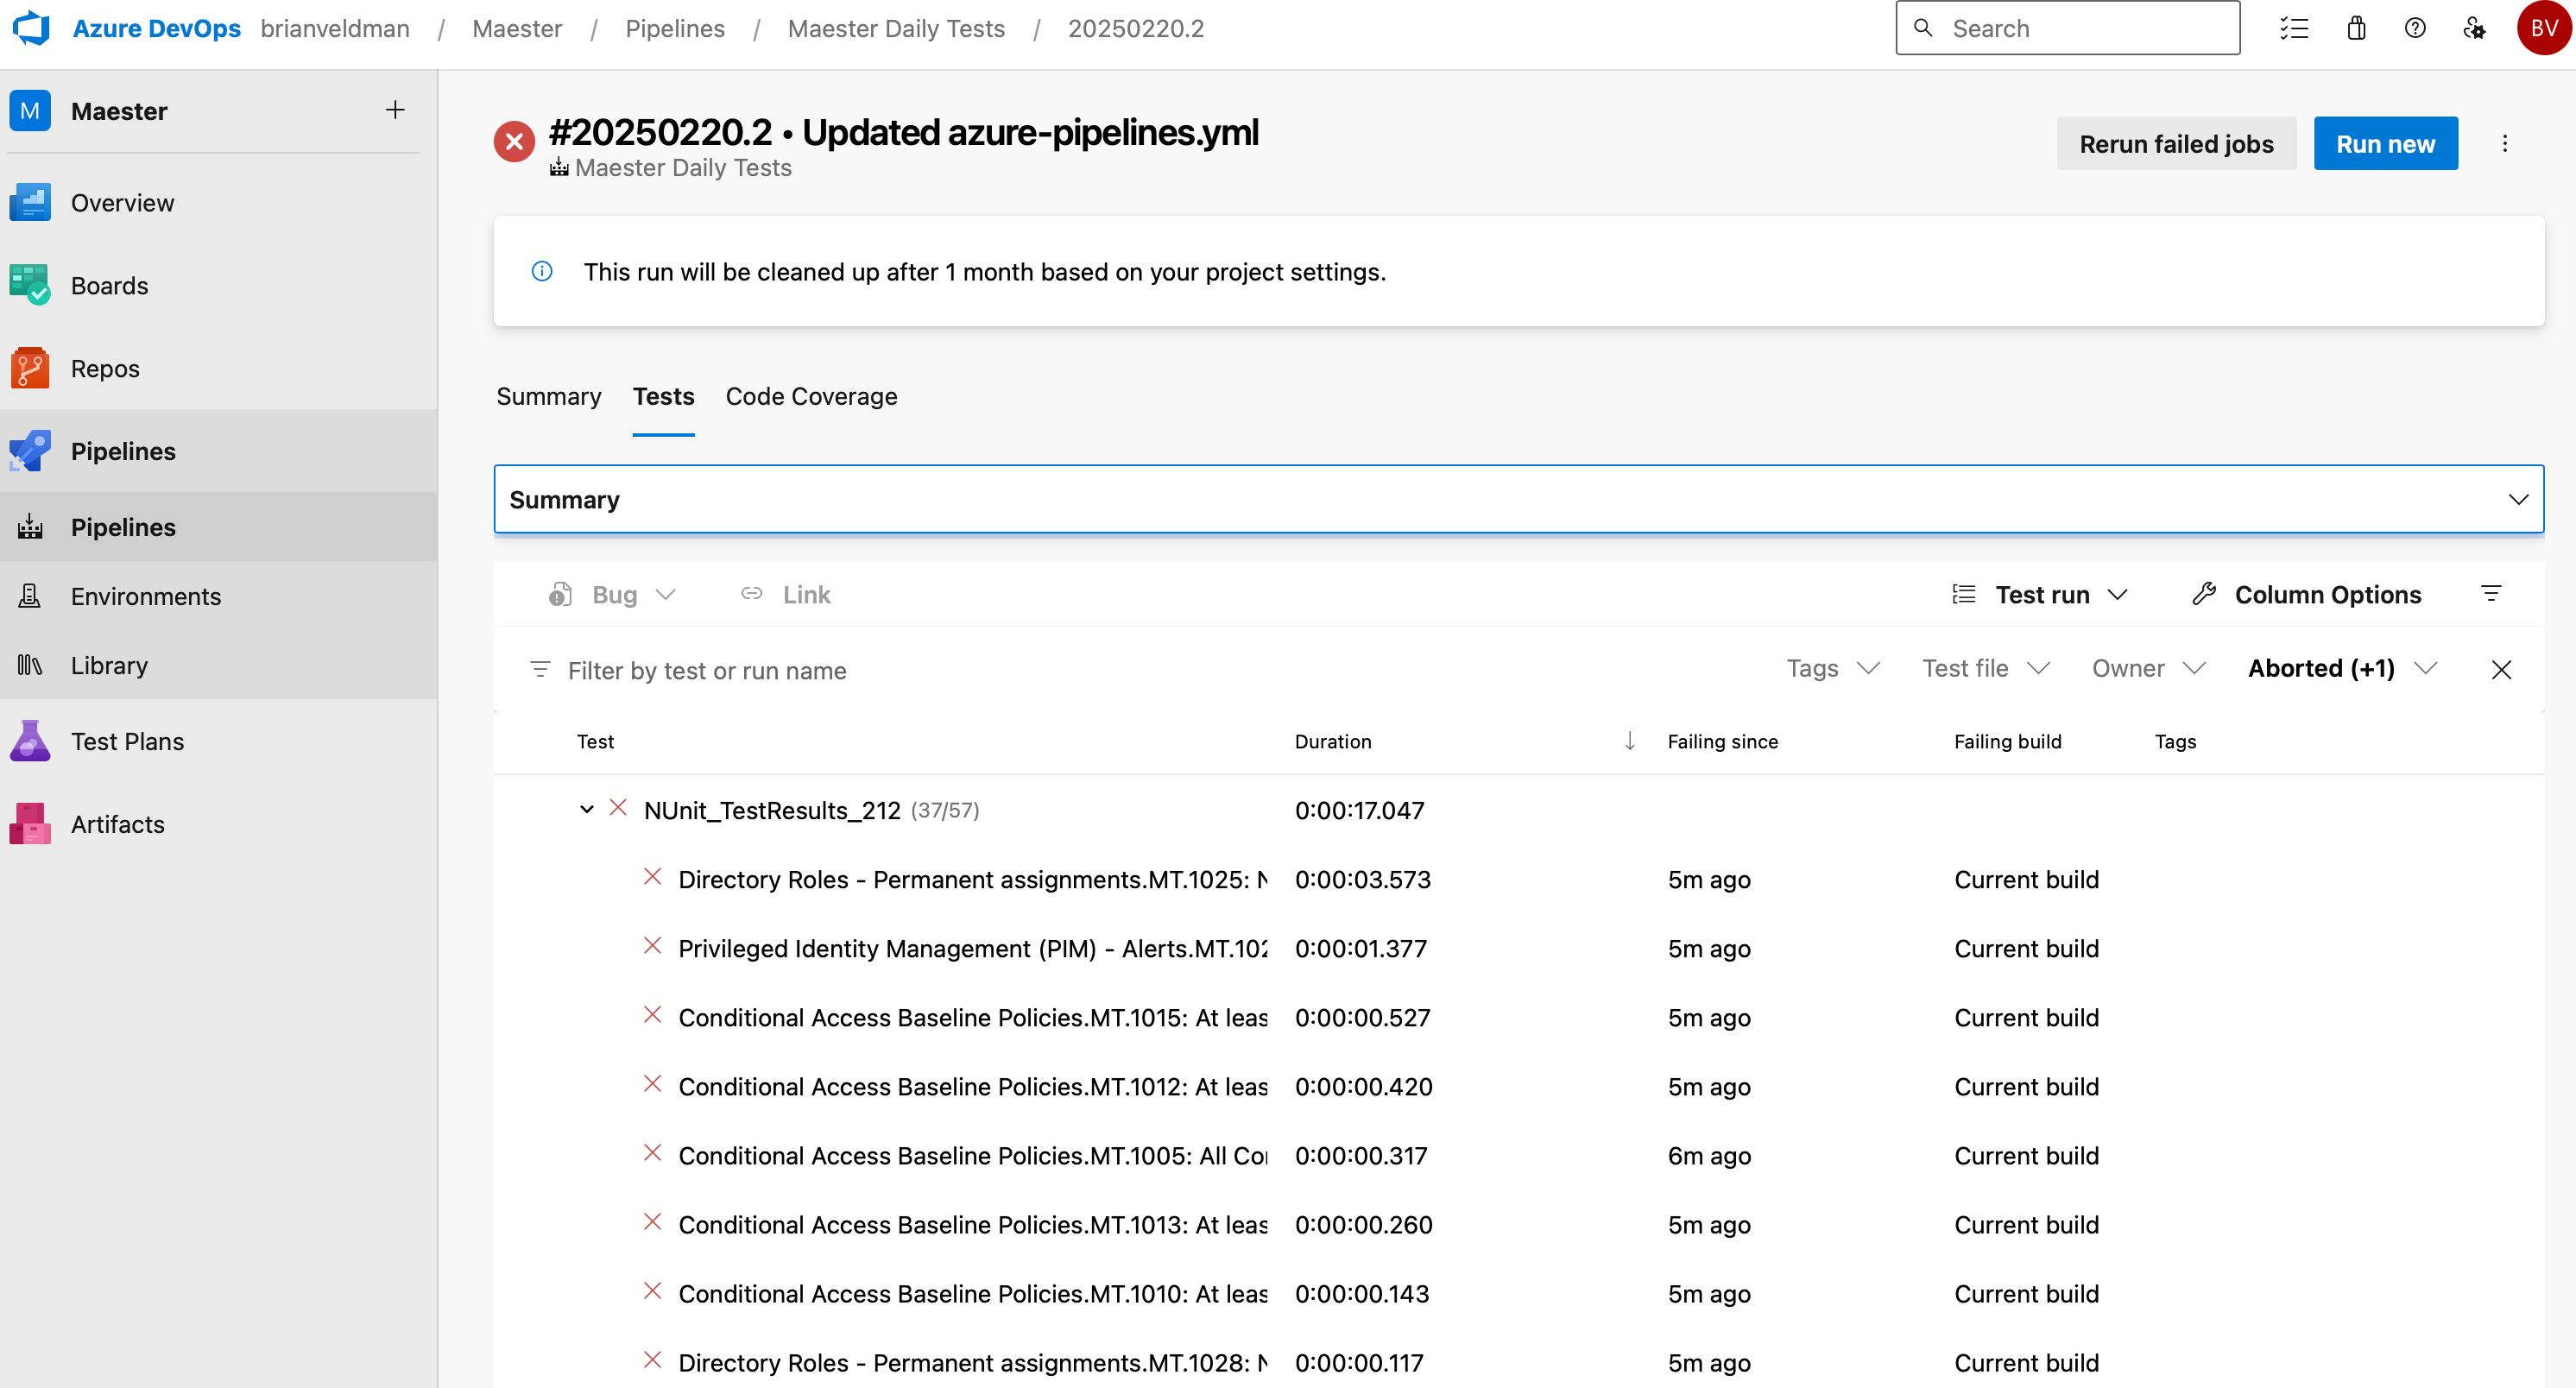 Azure DevOps brianveldman / Maester / Pipelines / Maester Daily Tests / 20250220.2
Search
BV
M Maester
Overview
Boards
Repos
Pipelines
Pipelines
Environments
Library
Test Plans
Artifacts
#20250220.2 • Updated azure-pipelines.yml
Maester Daily Tests
Rerun failed jobs
Run new
This run will be cleaned up after 1 month based on your project settings.
Summary Tests Code Coverage
Summary
Bug Link Test run Column Options
Filter by test or run name Tags Test file Owner Aborted (+1)
Test Duration Failing since Failing build Tags
NUnit_TestResults_212 (37/57) 0:00:17.047
Directory Roles - Permanent assignments.MT.1025: N 0:00:03.573 5m ago Current build
Privileged Identity Management (PIM) - Alerts.MT.102 0:00:01.377 5m ago Current build
Conditional Access Baseline Policies.MT.1015: At leas 0:00:00.527 5m ago Current build
Conditional Access Baseline Policies.MT.1012: At leas 0:00:00.420 5m ago Current build
Conditional Access Baseline Policies.MT.1005: All Co 0:00:00.317 6m ago Current build
Conditional Access Baseline Policies.MT.1013: At leas 0:00:00.260 5m ago Current build
Conditional Access Baseline Policies.MT.1010: At leas 0:00:00.143 5m ago Current build
Directory Roles - Permanent assignments.MT.1028: N 0:00:00.117 5m ago Current build